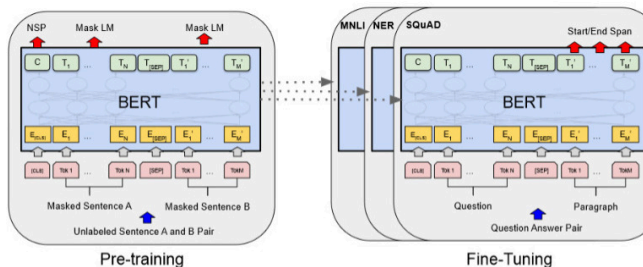 NSP Mask LM Mask LM
C T1 ... TN T[SEP] T1' ... TM'
BERT
E[CLS] E1 ... EN E[SEP] E1' ... EM'
[CLS] Tok 1 ... Tok N [SEP] Tok 1 ... TokM
Masked Sentence A Masked Sentence B
Unlabeled Sentence A and B Pair
Pre-training
MNLI NER SQuAD
Start/End Span
C T1 ... TN T[SEP] T1' ... TM'
BERT
E[CLS] E1 ... EN E[SEP] E1' ... EM'
[CLS] Tok 1 ... Tok N [SEP] Tok 1 ... TokM
Question Paragraph
Question Answer Pair
Fine-Tuning